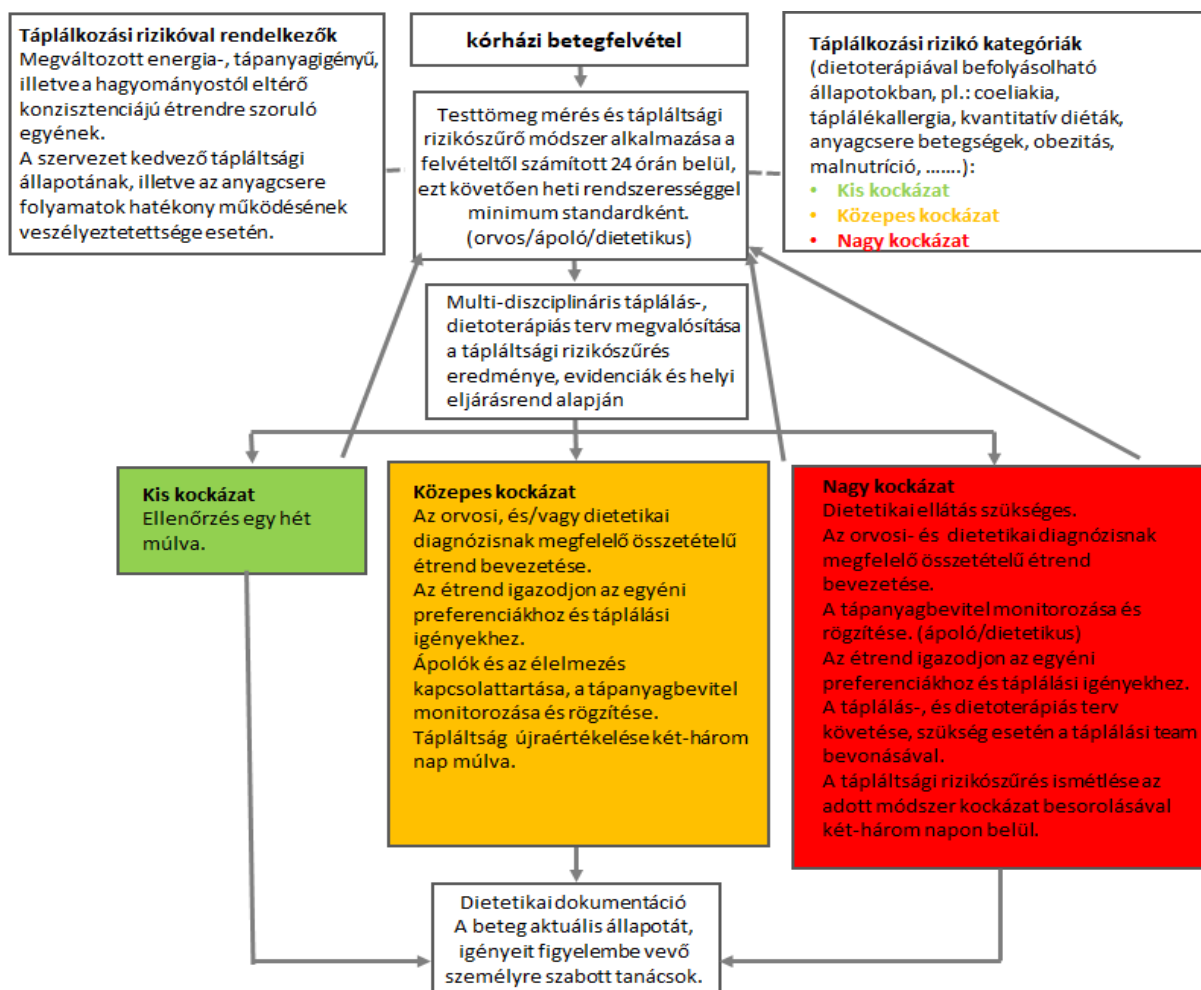 Táplálkozási rizikóval rendelkezők
Megváltozott energia-, tápanyagigényű,
illetve a hagyományostól eltérő
konzisztenciájú étrendre szoruló
egyének.
A szervezet kedvező tápláltsági
állapotának, illetve az anyagcsere
folyamatok hatékony működésének
veszélyeztetettsége esetén.
kórházi betegfelvétel
Táplálkozási rizikó kategóriák
(dietoterápiával befolyásolható
állapotokban, pl.: coeliakia,
táplálékallergia, kvantitatív diéták,
anyagcsere betegségek, obezitás,
malnutríció, …….):
• Kis kockázat
• Közepes kockázat
• Nagy kockázat
Testtömeg mérés és tápláltsági
rizikószűrő módszer alkalmazása a
felvételtől számított 24 órán belül,
ezt követően heti rendszerességgel
minimum standardként.
(orvos/ápoló/dietetikus)
Multi-diszciplináris táplálás-,
dietoterápiás terv megvalósítása
a tápláltsági rizikószűrés
eredménye, evidenciák és helyi
eljárásrend alapján
Kis kockázat
Ellenőrzés egy hét
múlva.
Közepes kockázat
Az orvosi, és/vagy dietetikai
diagnózisnak megfelelő összetételű
étrend bevezetése.
Az étrend igazodjon az egyéni
preferenciákhoz és táplálási
igényekhez.
Ápolók és az élelmezés
kapcsolattartása, a tápanyagbevitel
monitorozása és rögzítése.
Tápláltság újraértékelése két-három
nap múlva.
Nagy kockázat
Dietetikai ellátás szükséges.
Az orvosi- és dietetikai diagnózisnak
megfelelő összetételű étrend
bevezetése.
A tápanyagbevitel monitorozása és
rögzítése. (ápoló/dietetikus)
Az étrend igazodjon az egyéni
preferenciákhoz és táplálási igényekhez.
A táplálás-, és dietoterápiás terv
követése, szükség esetén a táplálási team
bevonásával.
A tápláltsági rizikószűrés ismétlése az
adott módszer kockázat besorolásával
két-három napon belül.
Dietetikai dokumentáció
A beteg aktuális állapotát,
igényeit figyelembe vevő
személyre szabott tanácsok.